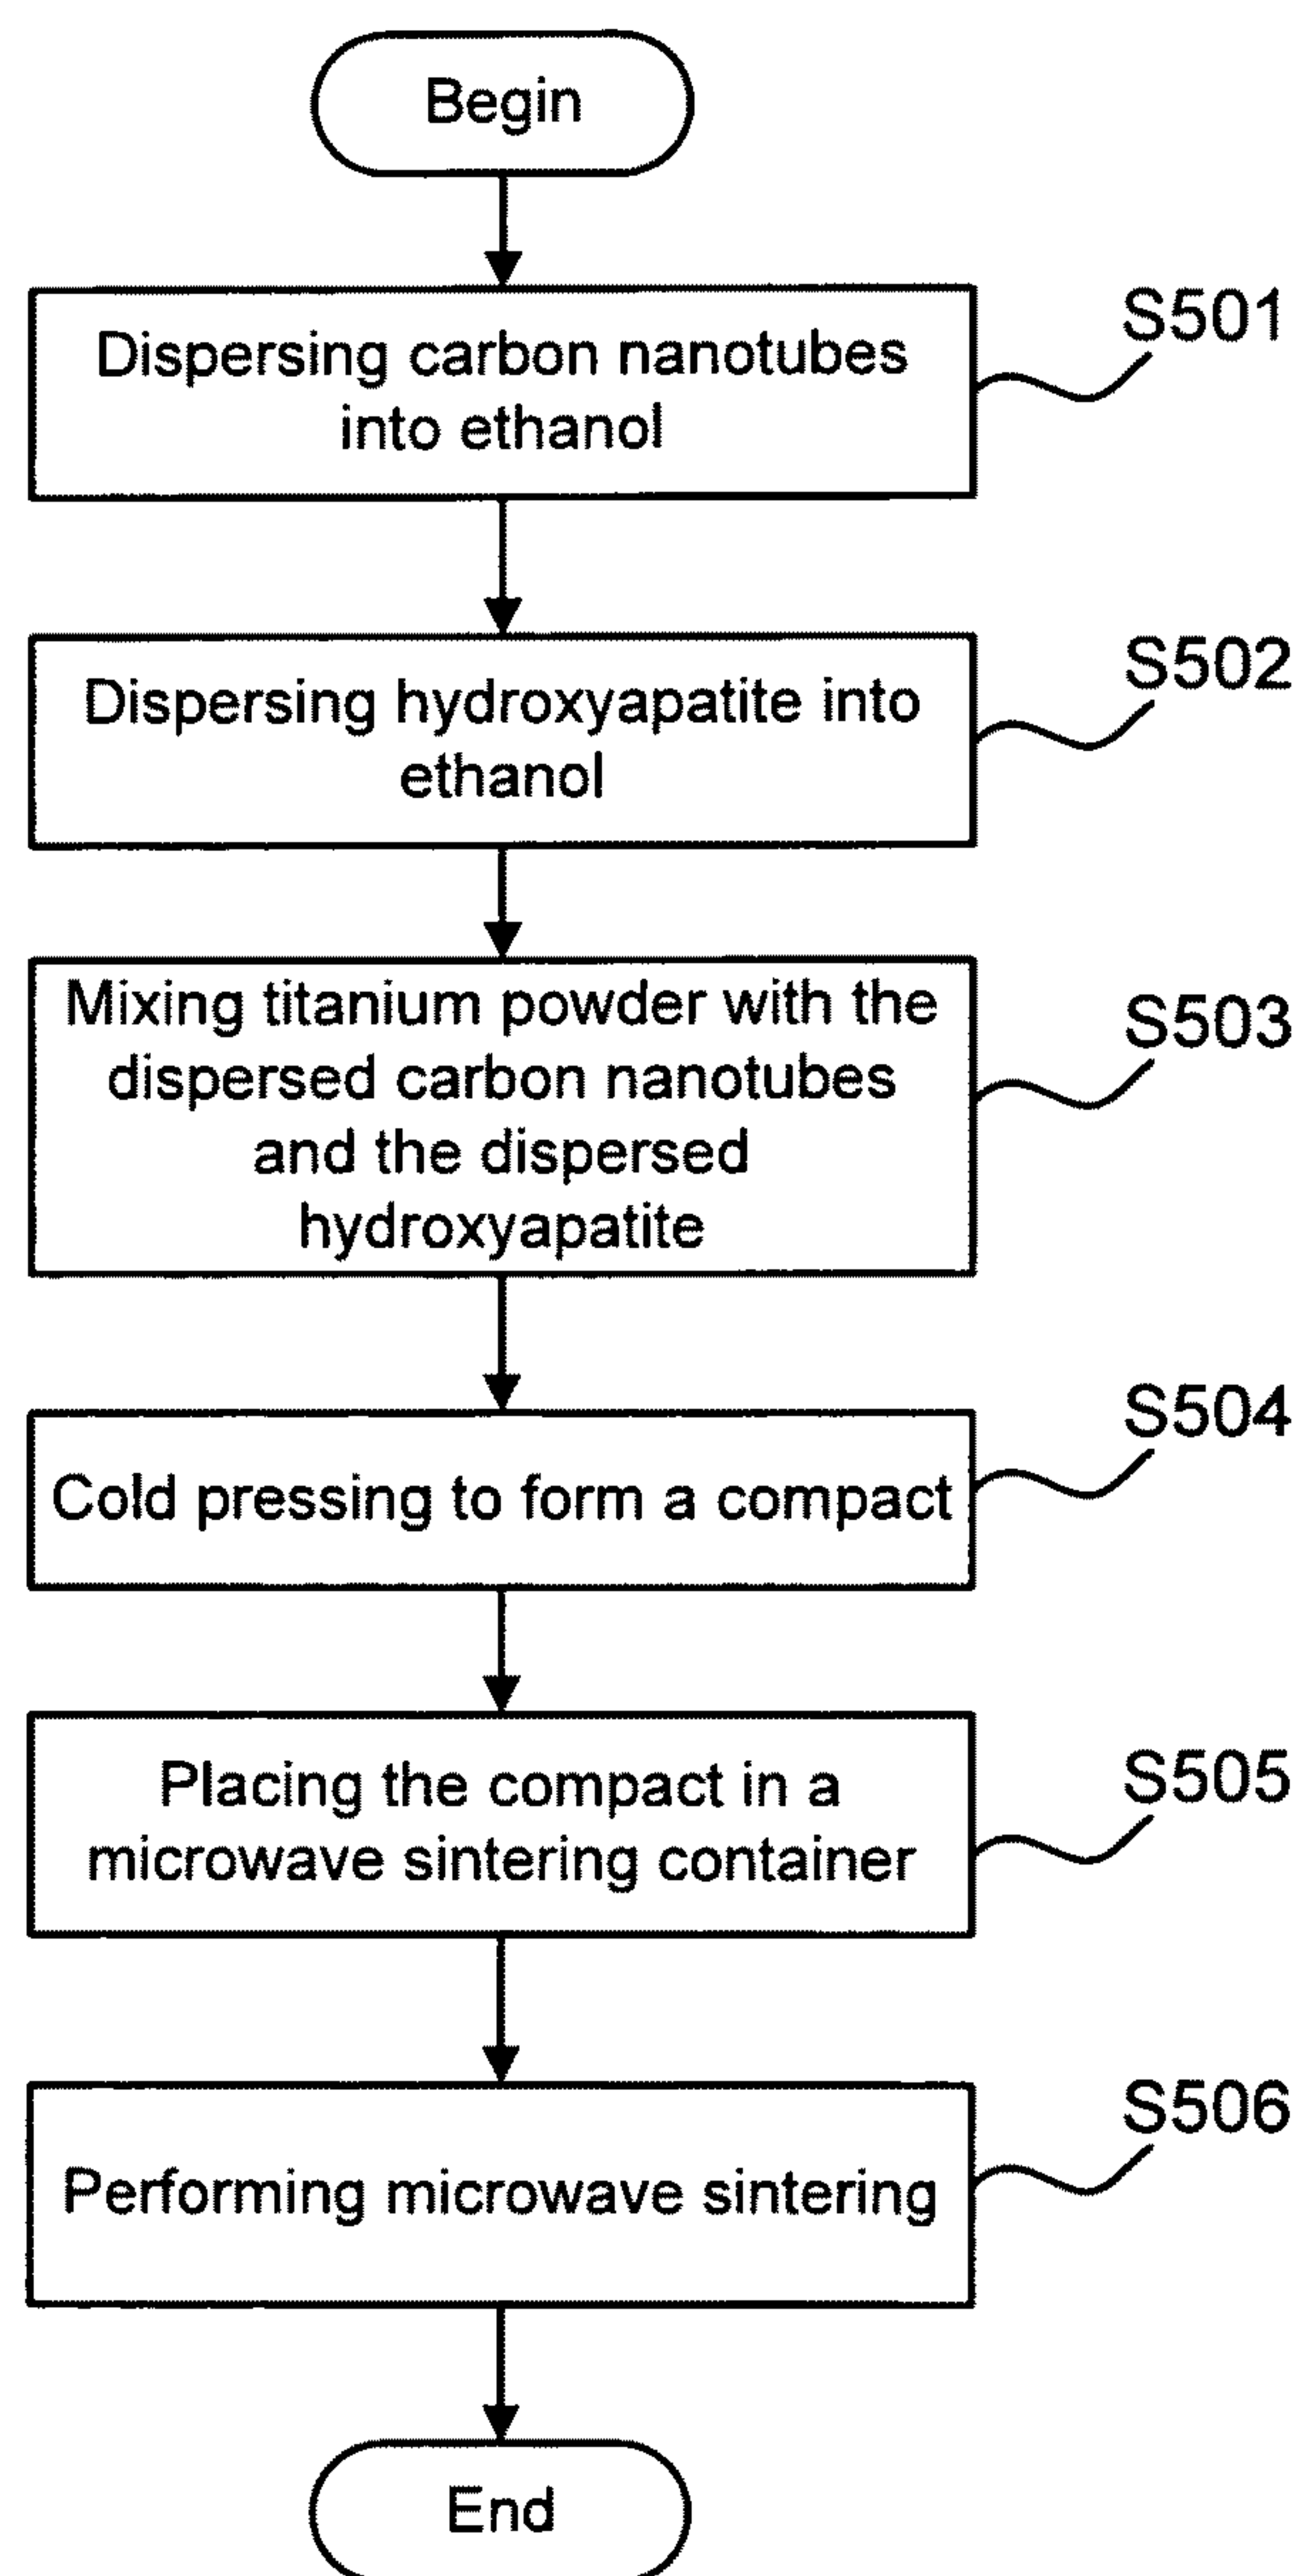 Begin
Dispersing carbon nanotubes
into ethanol
S501
Dispersing hydroxyapatite into
ethanol
S502
Mixing titanium powder with the
dispersed carbon nanotubes
and the dispersed
hydroxyapatite
S503
Cold pressing to form a compact
S504
Placing the compact in a
microwave sintering container
S505
Performing microwave sintering
S506
End